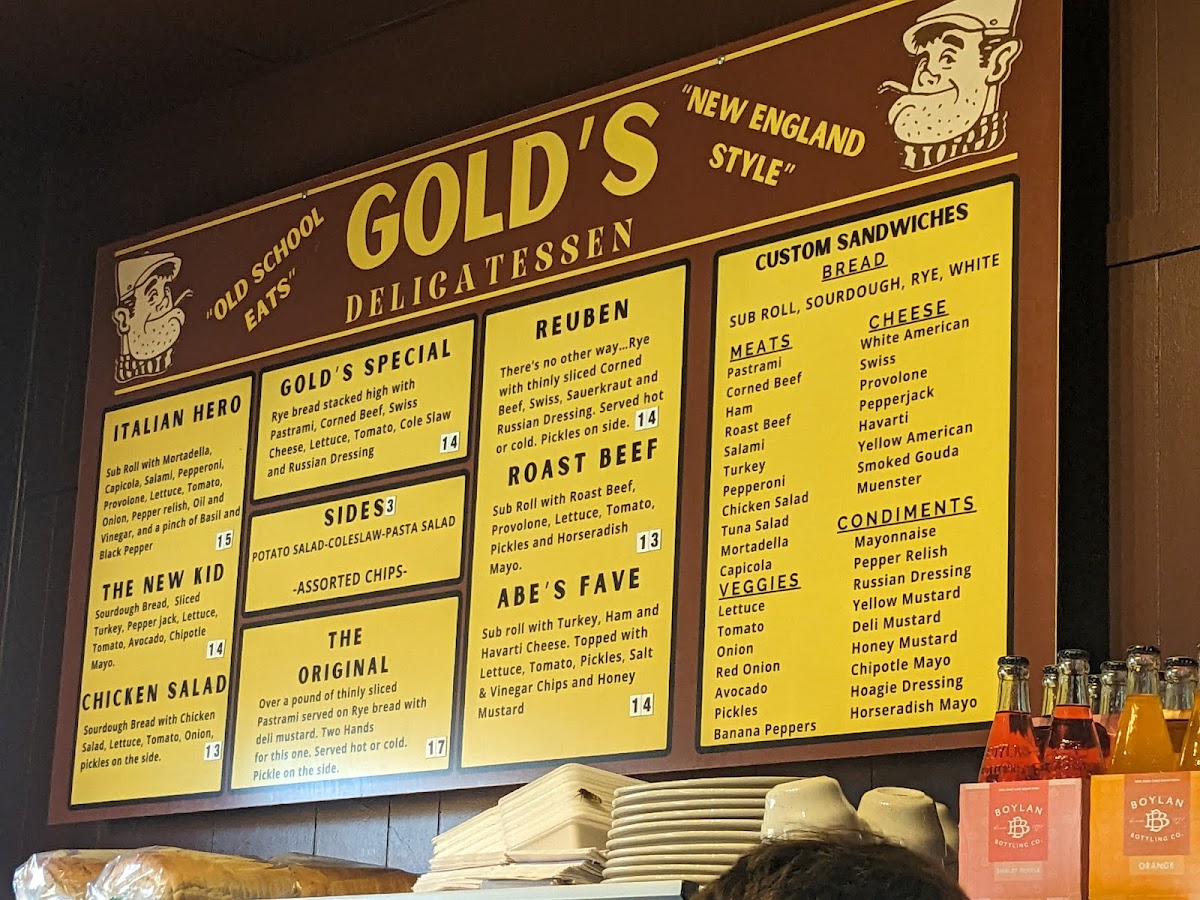 "OLD SCHOOL
EATS"
GOLD'S
DELICATESSEN
"NEW ENGLAND
STYLE"
ITALIAN HERO
Sub Roll with Mortadella,
Capicola, Salami, Pepperoni,
Provolone, Lettuce, Tomato,
Onion, Pepper relish, Oil and
Vinegar, and a pinch of Basil and
Black Pepper
15
THE NEW KID
Sourdough Bread, Sliced
Turkey, Pepper jack, Lettuce,
Tomato, Avocado, Chipotle
Mayo.
14
CHICKEN SALAD
Sourdough Bread with Chicken
Salad, Lettuce, Tomato, Onion,
pickles on the side.
13
GOLD'S SPECIAL
Rye bread stacked high with
Pastrami, Corned Beef, Swiss
Cheese, Lettuce, Tomato, Cole Slaw
and Russian Dressing
14
SIDES 3
POTATO SALAD-COLESLAW-PASTA SALAD
-ASSORTED CHIPS-
THE
ORIGINAL
Over a pound of thinly sliced
Pastrami served on Rye bread with
deli mustard. Two Hands
for this one. Served hot or cold.
Pickle on the side.
17
REUBEN
There's no other way...Rye
with thinly sliced Corned
Beef, Swiss, Sauerkraut and
Russian Dressing. Served hot
or cold. Pickles on side. 14
ROAST BEEF
Sub Roll with Roast Beef,
Provolone, Lettuce, Tomato,
Pickles and Horseradish
Mayo.
13
ABE'S FAVE
Sub roll with Turkey, Ham and
Havarti Cheese. Topped with
Lettuce, Tomato, Pickles, Salt
& Vinegar Chips and Honey
Mustard
14
CUSTOM SANDWICHES
BREAD
SUB ROLL, SOURDOUGH, RYE, WHITE
MEATS
Pastrami
Corned Beef
Ham
Roast Beef
Salami
Turkey
Pepperoni
Chicken Salad
Tuna Salad
Mortadella
Capicola
VEGGIES
Lettuce
Tomato
Onion
Red Onion
Avocado
Pickles
Banana Peppers
CHEESE
White American
Swiss
Provolone
Pepperjack
Havarti
Yellow American
Smoked Gouda
Muenster
CONDIMENTS
Mayonnaise
Pepper Relish
Russian Dressing
Yellow Mustard
Deli Mustard
Honey Mustard
Chipotle Mayo
Hoagie Dressing
Horseradish Mayo
BOYLAN
B
BOTTLING CO.
SHIRLEY TEMPLE
BOYLAN
B
BOTTLING CO.
ORANGE